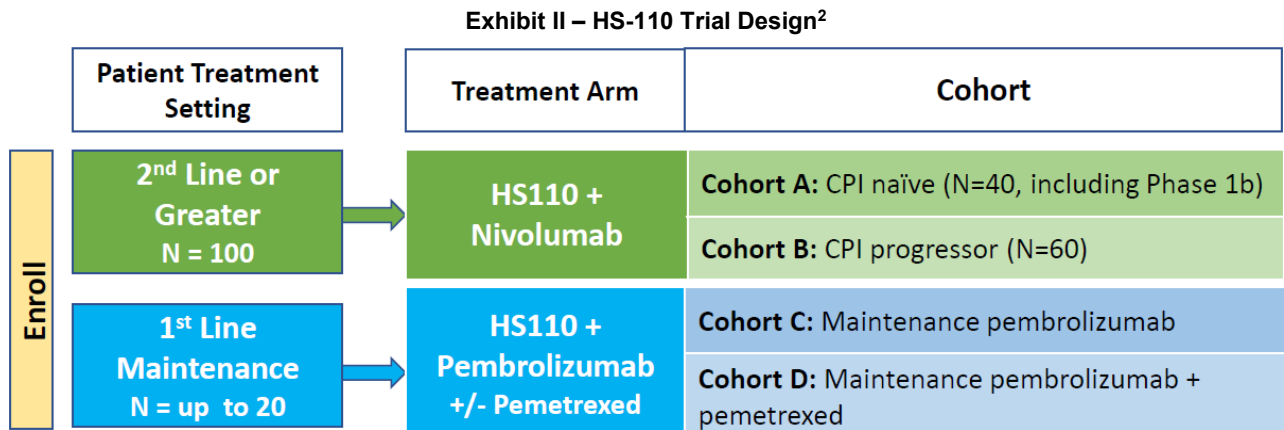 Exhibit II – HS-110 Trial Design²
Patient Treatment
Setting
Treatment Arm
Cohort
Enroll
2nd Line or
Greater
N = 100
HS110 +
Nivolumab
Cohort A: CPI naïve (N=40, including Phase 1b)
Cohort B: CPI progressor (N=60)
1st Line
Maintenance
N = up to 20
HS110 +
Pembrolizumab
+/- Pemetrexed
Cohort C: Maintenance pembrolizumab
Cohort D: Maintenance pembrolizumab +
pemetrexed